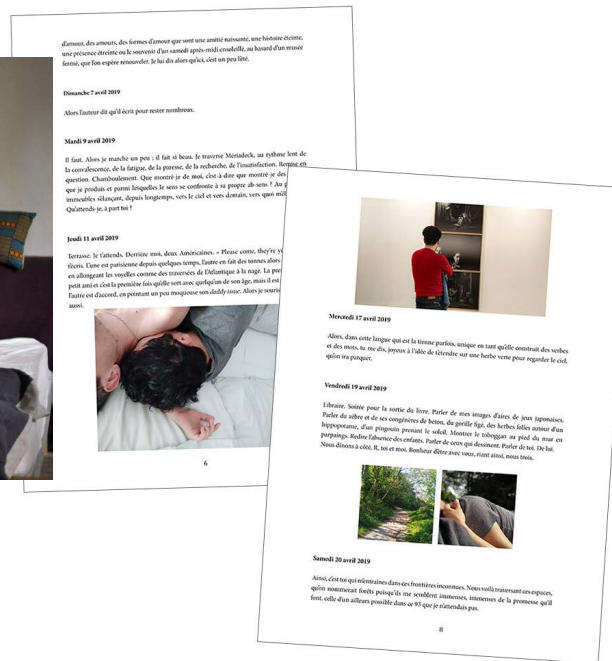 d'amour, des amours, des formes d'amour que sont une amitié naissante, une histoire éteinte,
une présence étreinte ou le souvenir d'un samedi après-midi ensoleillé, au hasard d'un musée
fermé, que l'on espère renouveler. Je lui dis alors qu'ici, c'est un peu l'été.
Dimanche 7 avril 2019
Alors l'auteur dit qu'il écrit pour rester nombreux.
Mardi 9 avril 2019
Il faut. Alors je marche un peu ; il fait si beau. Je traverse Mériadeck, au rythme lent de
la convalescence, de la fatigue, de la paresse, de la recherche, de l'insatisfaction. Remise en
question. Chamboulement. Que montré-je de moi, c'est-à-dire que montré-je des
que je produis et parmi lesquelles le sens se confronte à sa propre ab-sens ? Au
immeubles s'élançant, depuis longtemps, vers le ciel et vers demain, vers quoi
Qu'attends-je, à part toi ?
Jeudi 11 avril 2019
Terrasse. Je t'attends. Derrière moi, deux Américaines. « Please come, they're
t'écris. L'une est parisienne depuis quelques temps, l'autre en fait des tonnes alors
en allongeant les voyelles comme des traversées de l'Atlantique à la nage. La
petit ami et c'est la première fois qu'elle sort avec quelqu'un de son âge, mais il est
l'autre est d'accord, en pointant un peu moqueuse son daddy issue. Alors je souris
aussi.
6
Mercredi 17 avril 2019
Alors, dans cette langue qui est la tienne parfois, unique en tant qu'elle construit des verbes
et des mots, tu me dis, joyeux à l'idée de t'étendre sur une herbe verte pour regarder le ciel,
qu'on ira parquer.
Vendredi 19 avril 2019
Libraire. Soirée pour la sortie du livre. Parler de mes images d'aires de jeux japonaises.
Parler du zèbre et de ses congénères de béton, du gorille figé, des herbes folles autour d'un
hippopotame, d'un pingouin prenant le soleil. Montrer le toboggan au pied du mur en
parpaings. Redire l'absence des enfants. Parler de ceux qui dessinent. Parler de toi. De lui.
Nous dînons à côté, R, toi et moi. Bonheur d'être avec vous, riant ainsi, nous trois.
Samedi 20 avril 2019
Ainsi, c'est toi qui m'entraînes dans ces frontières inconnues. Nous voilà traversant ces espaces,
qu'on nommerait forêts puisqu'ils me semblent immenses, immenses de la promesse qu'il
font, celle d'un ailleurs possible dans ce 93 que je n'attendais pas.
8